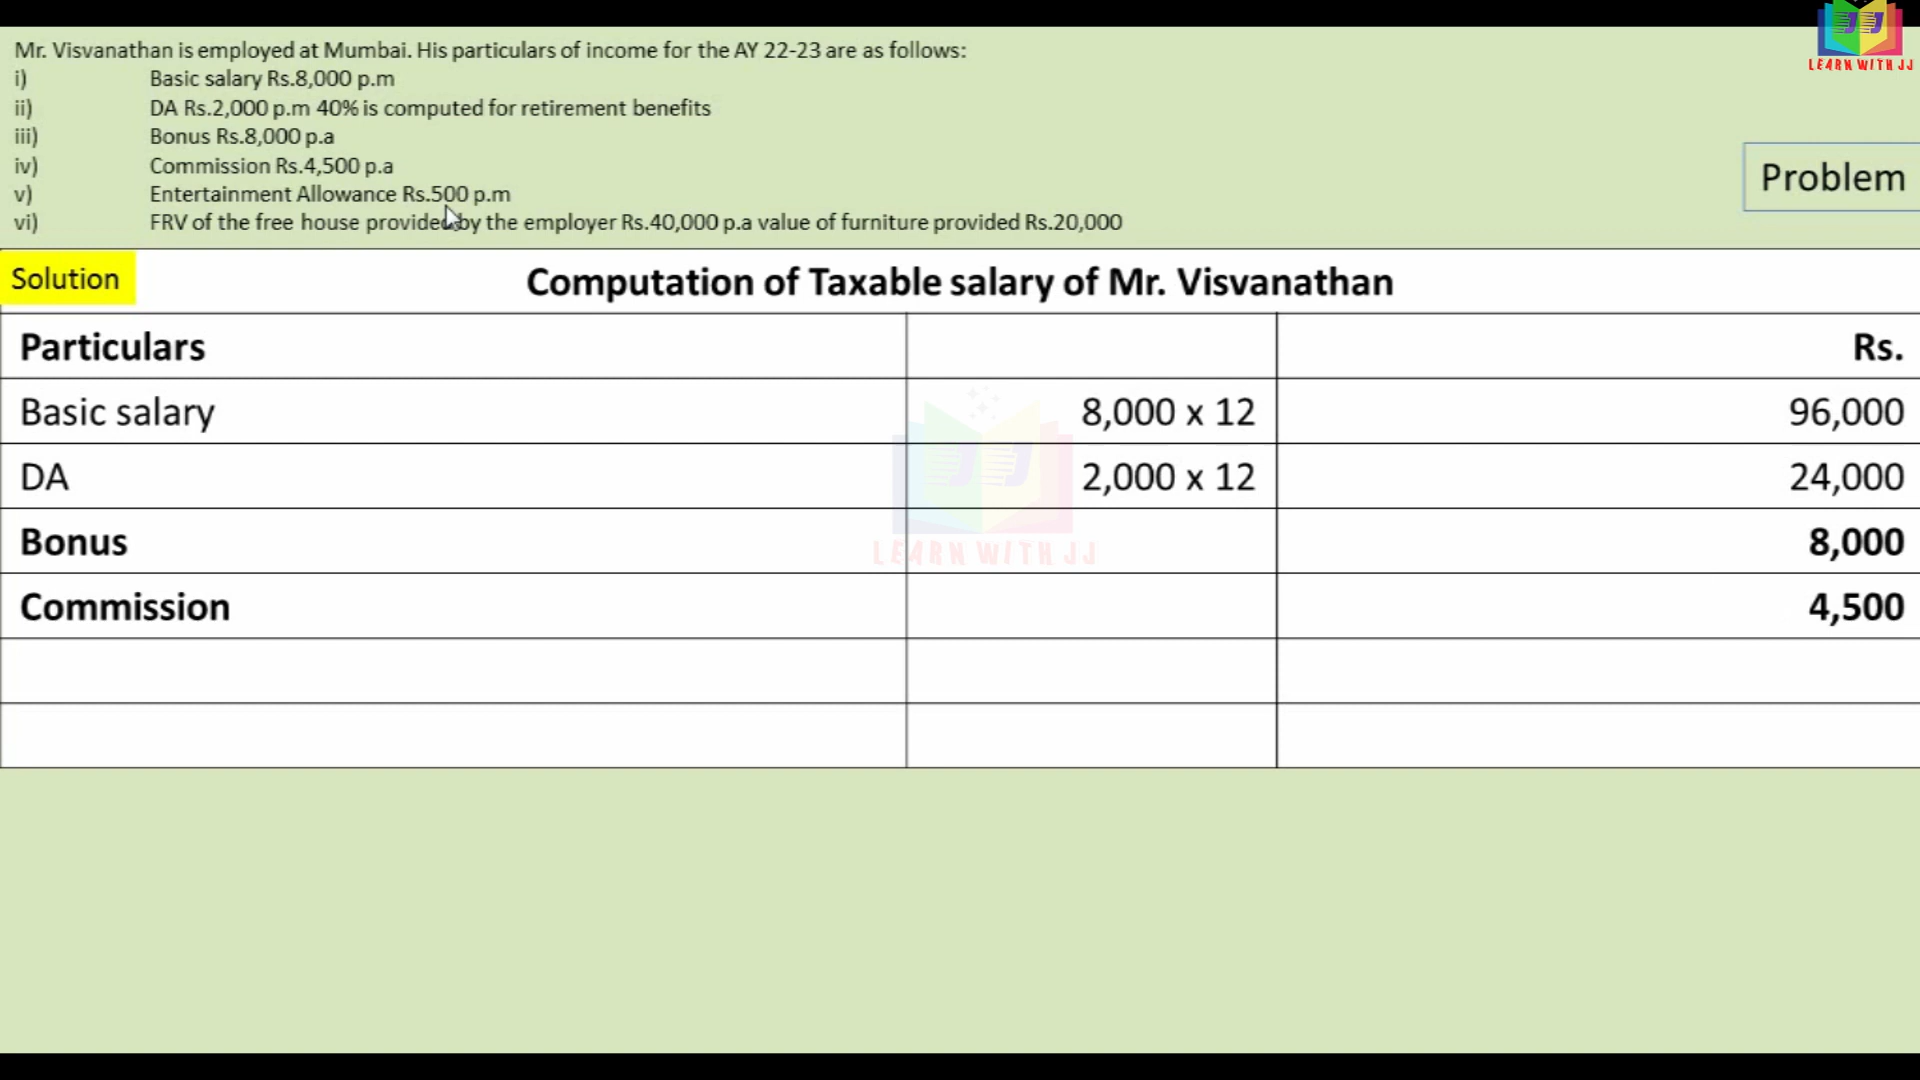 LEARN WITH JJ
Mr. Visvanathan is employed at Mumbai. His particulars of income for the AY 22-23 are as follows:
i) Basic salary Rs.8,000 p.m
ii) DA Rs.2,000 p.m 40% is computed for retirement benefits
iii) Bonus Rs.8,000 p.a
iv) Commission Rs.4,500 p.a
v) Entertainment Allowance Rs.500 p.m
vi) FRV of the free house provided by the employer Rs.40,000 p.a value of furniture provided Rs.20,000
Problem
Solution
Computation of Taxable salary of Mr. Visvanathan
Particulars Rs.
Basic salary 8,000 x 12 96,000
DA 2,000 x 12 24,000
Bonus 8,000
LEARN WITH JJ
Commission 4,500